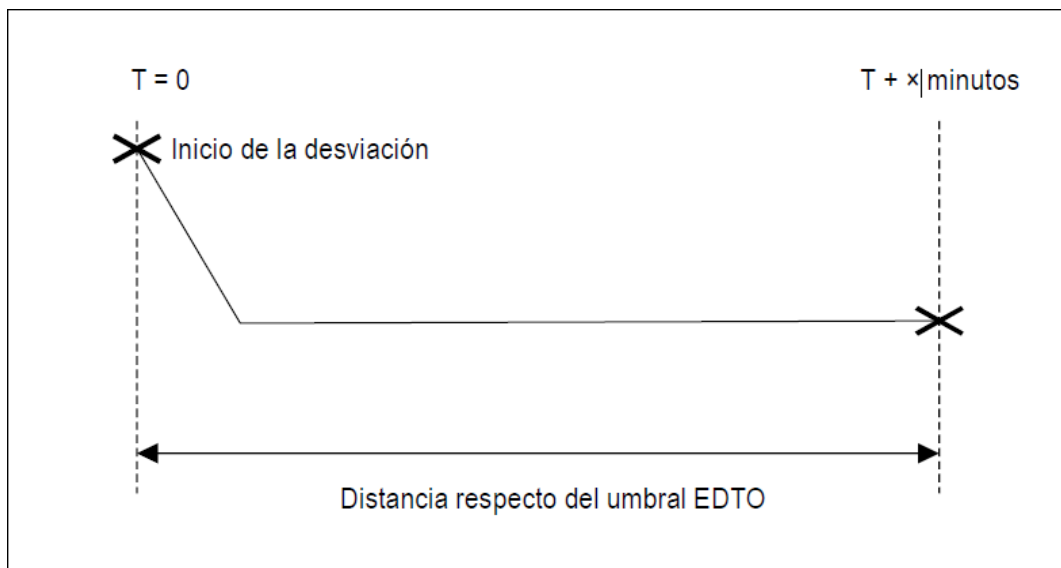 T = 0
T + ×| minutos
Inicio de la desviación
Distancia respecto del umbral EDTO